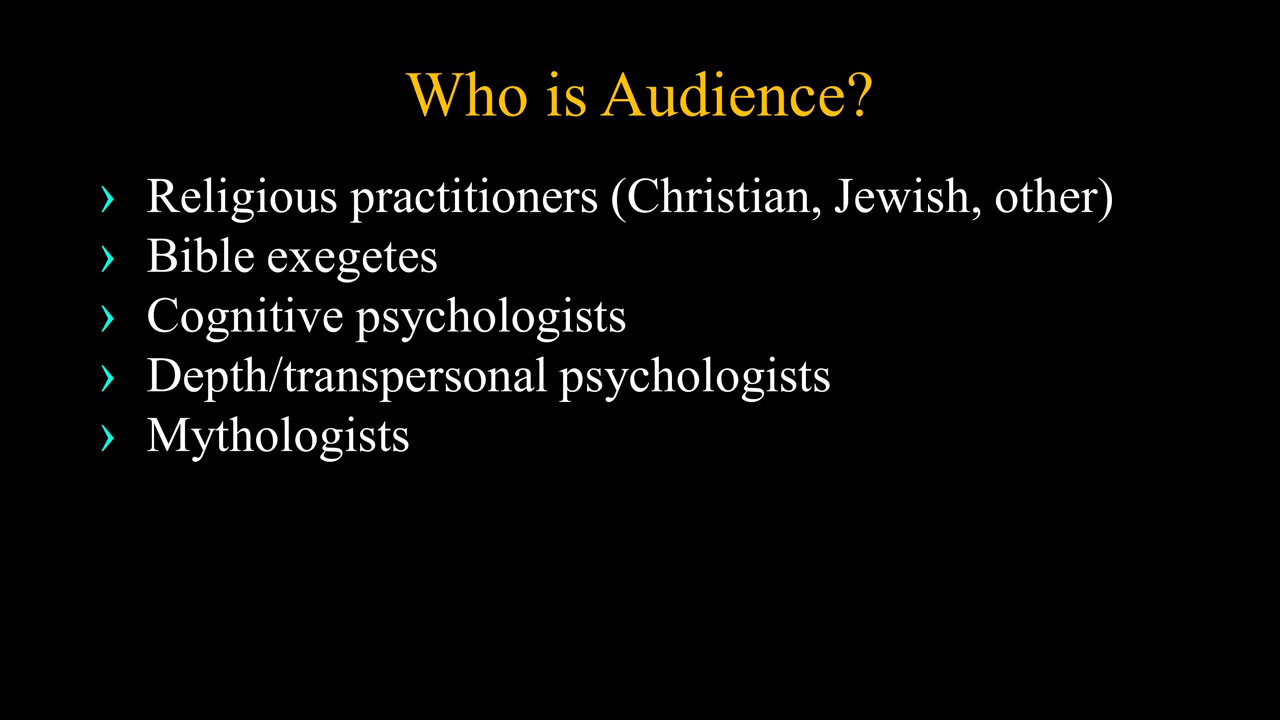 Who is Audience?
› Religious practitioners (Christian, Jewish, other)
› Bible exegetes
› Cognitive psychologists
› Depth/transpersonal psychologists
› Mythologists